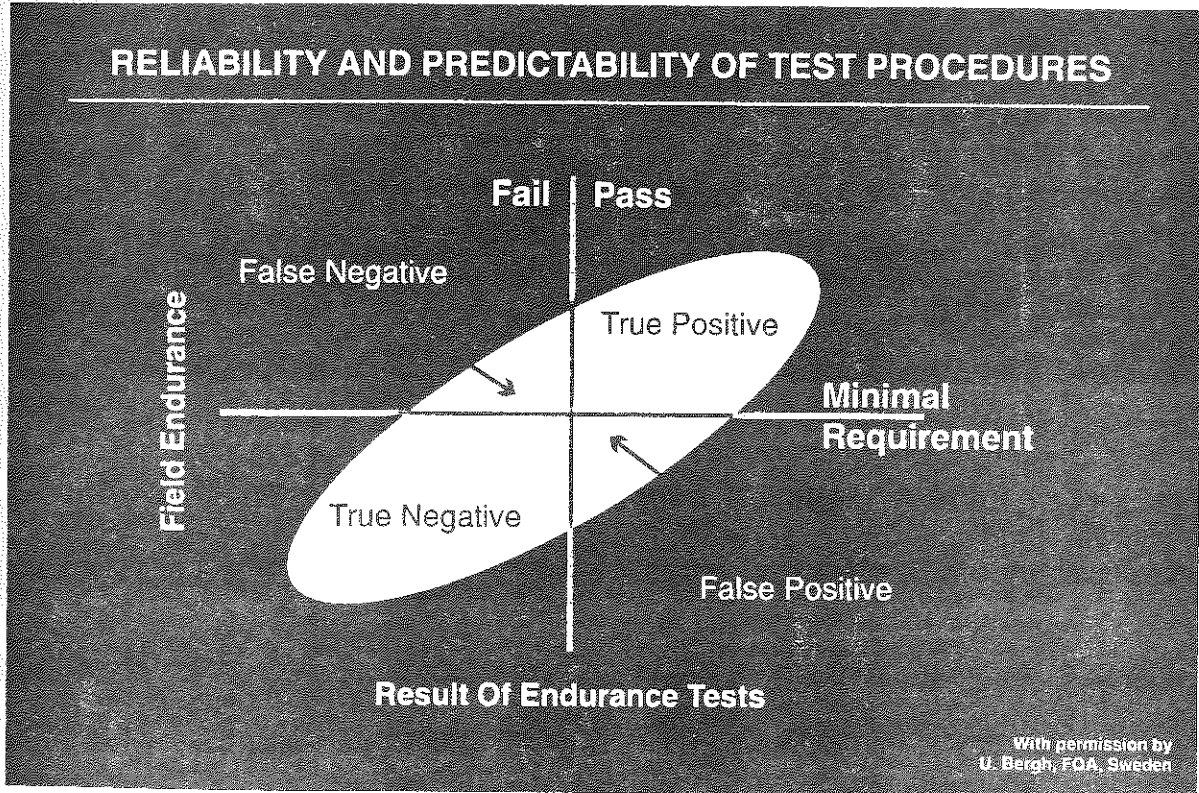 RELIABILITY AND PREDICTABILITY OF TEST PROCEDURES
Fail Pass
False Negative
True Positive
Field Endurance
Minimal
Requirement
True Negative
False Positive
Result Of Endurance Tests
With permission by
U. Bergh, FOA, Sweden